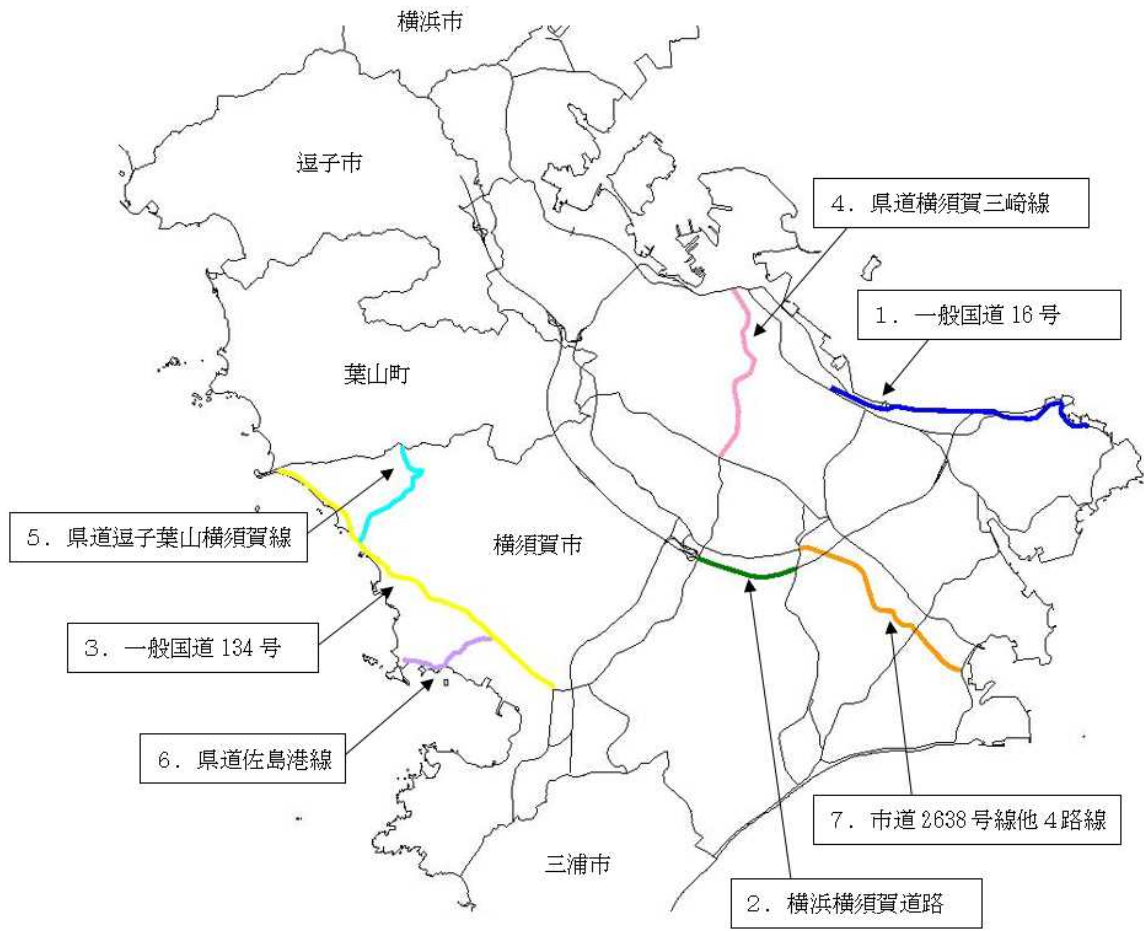 横浜市
逗子市
4．県道横須賀三崎線
1．一般国道16号
葉山町
5．県道逗子葉山横須賀線
横須賀市
3．一般国道134号
6．県道佐島港線
7．市道2638号線他４路線
三浦市
2．横浜横須賀道路